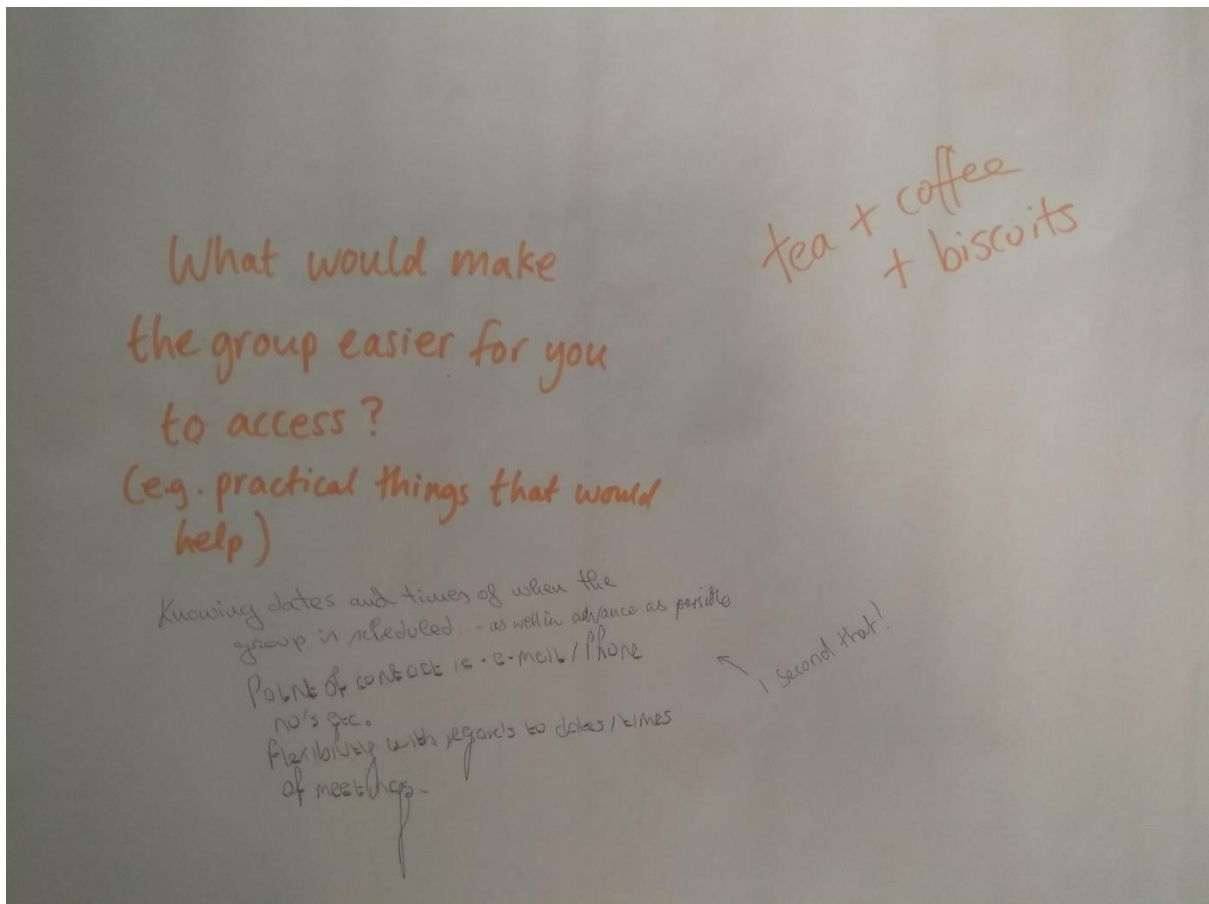 What would make
the group easier for you
to access?
(e.g. practical things that would
help)
tea + coffee
+ biscuits
Knowing dates and times of when the
group is scheduled. - as well in advance as possible
Point of contact ie - e-mail / Phone
no's etc.
flexibility with regards to dates / times
of meetings.
I second that!